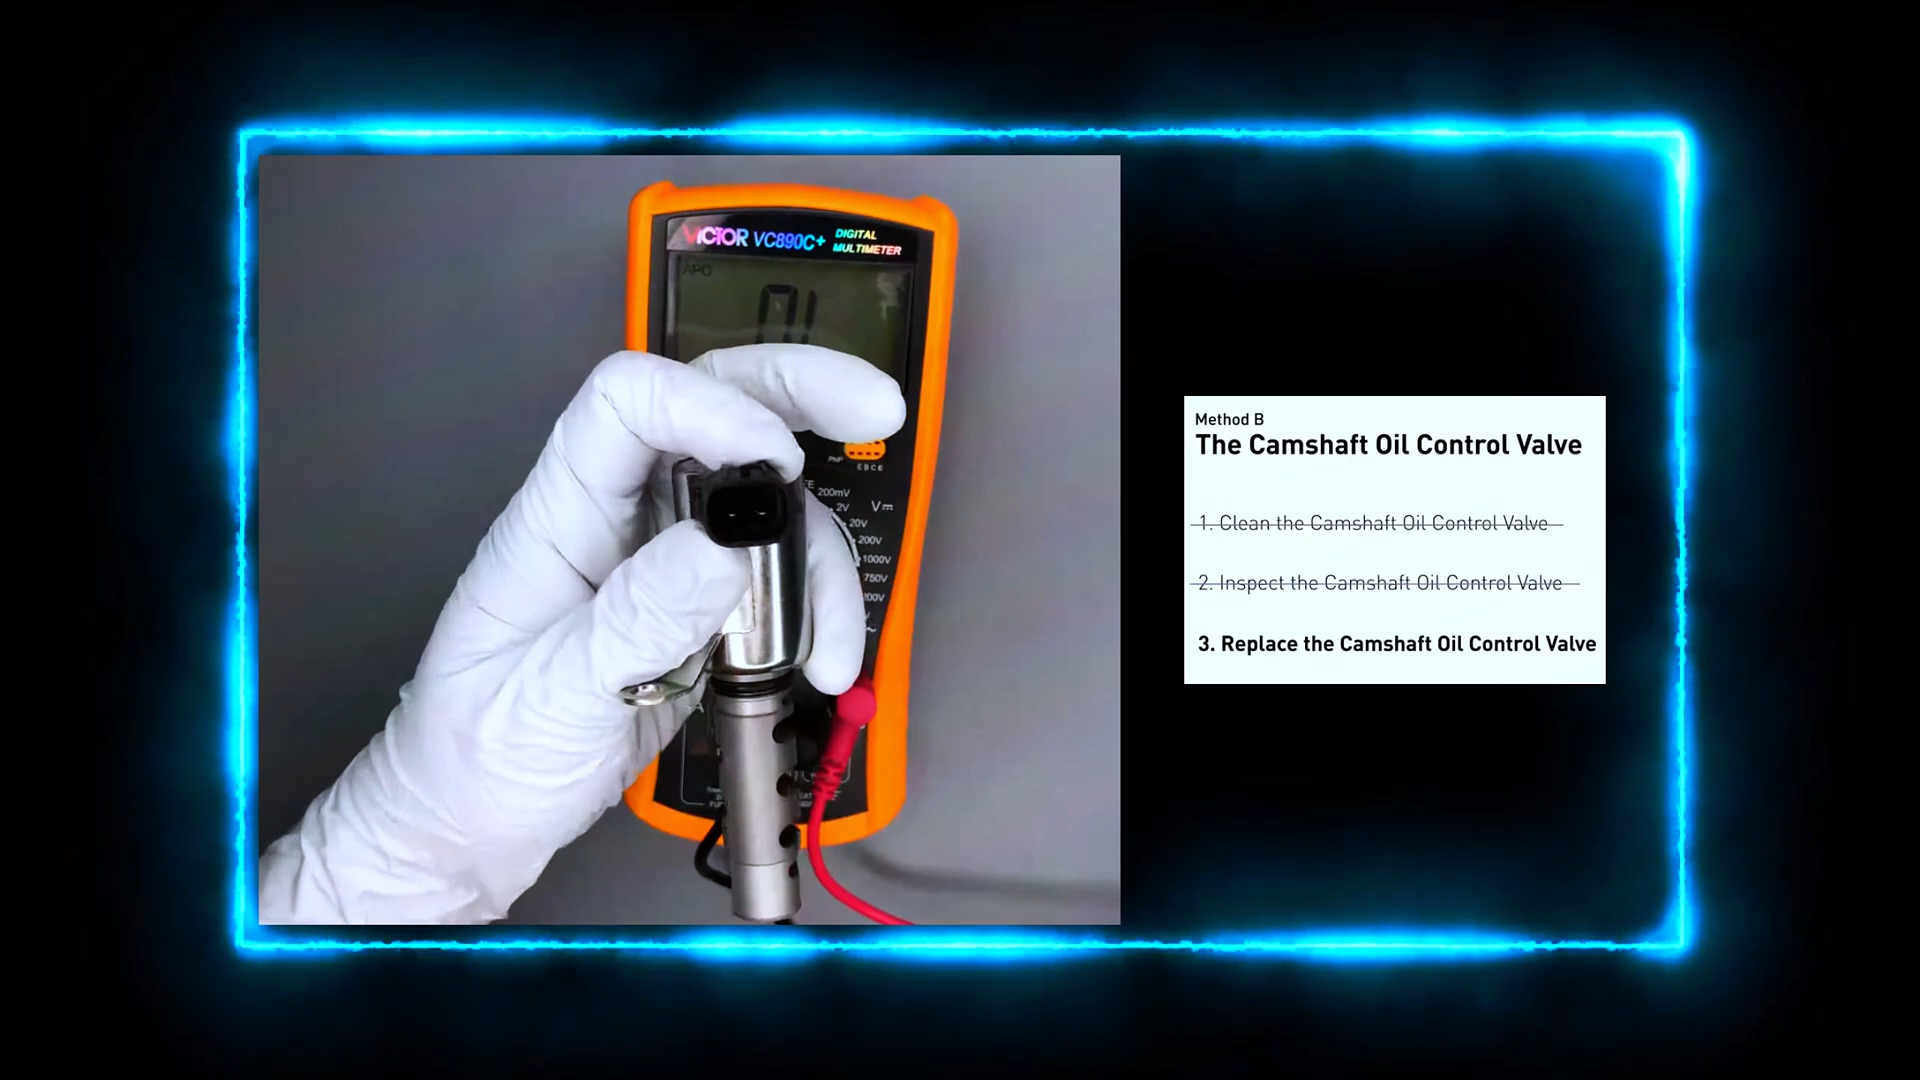 VICTOR VC890C+ DIGITAL
MULTIMETER
APO
OL
PNP
E B C E
200mV
2V
V
20V
200V
1000V
750V
Method B
The Camshaft Oil Control Valve
1. Clean the Camshaft Oil Control Valve
2. Inspect the Camshaft Oil Control Valve
3. Replace the Camshaft Oil Control Valve